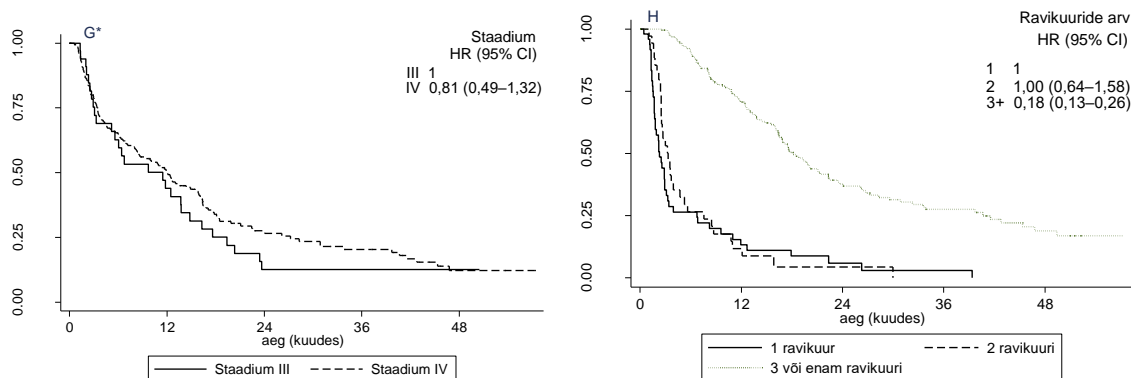 G*
Staadium
HR (95% CI)
III 1
IV 0,81 (0,49–1,32)
1.00
0.75
0.50
0.25
0.00
0 12 24 36 48
aeg (kuudes)
Staadium III Staadium IV
H
Ravikuuride arv
HR (95% CI)
1 1
2 1,00 (0,64–1,58)
3+ 0,18 (0,13–0,26)
1.00
0.75
0.50
0.25
0.00
0 12 24 36 48
aeg (kuudes)
1 ravikuur 2 ravikuuri
3 või enam ravikuuri